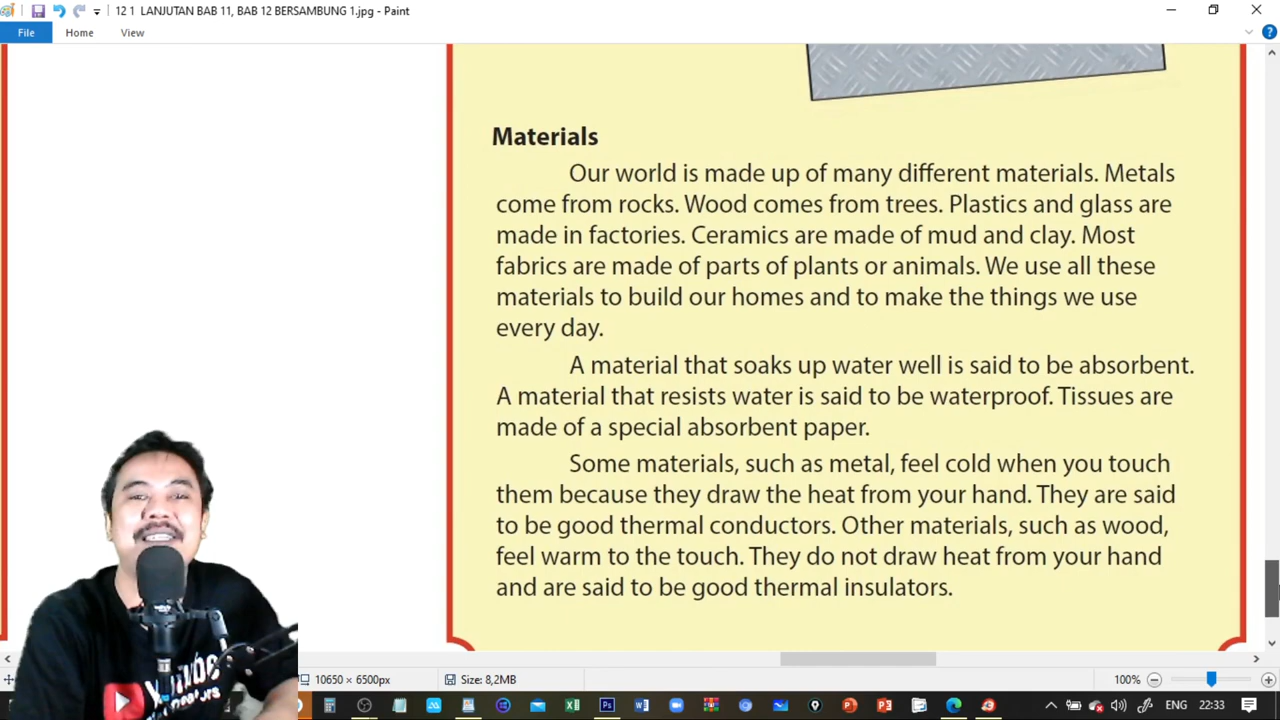 12 1 LANJUTAN BAB 11, BAB 12 BERSAMBUNG 1.jpg - Paint
File Home View
Materials
Our world is made up of many different materials. Metals
come from rocks. Wood comes from trees. Plastics and glass are
made in factories. Ceramics are made of mud and clay. Most
fabrics are made of parts of plants or animals. We use all these
materials to build our homes and to make the things we use
every day.
A material that soaks up water well is said to be absorbent.
A material that resists water is said to be waterproof. Tissues are
made of a special absorbent paper.
Some materials, such as metal, feel cold when you touch
them because they draw the heat from your hand. They are said
to be good thermal conductors. Other materials, such as wood,
feel warm to the touch. They do not draw heat from your hand
and are said to be good thermal insulators.
YouTube
10650 × 6500px Size: 8,2MB 100%
ENG 22:33